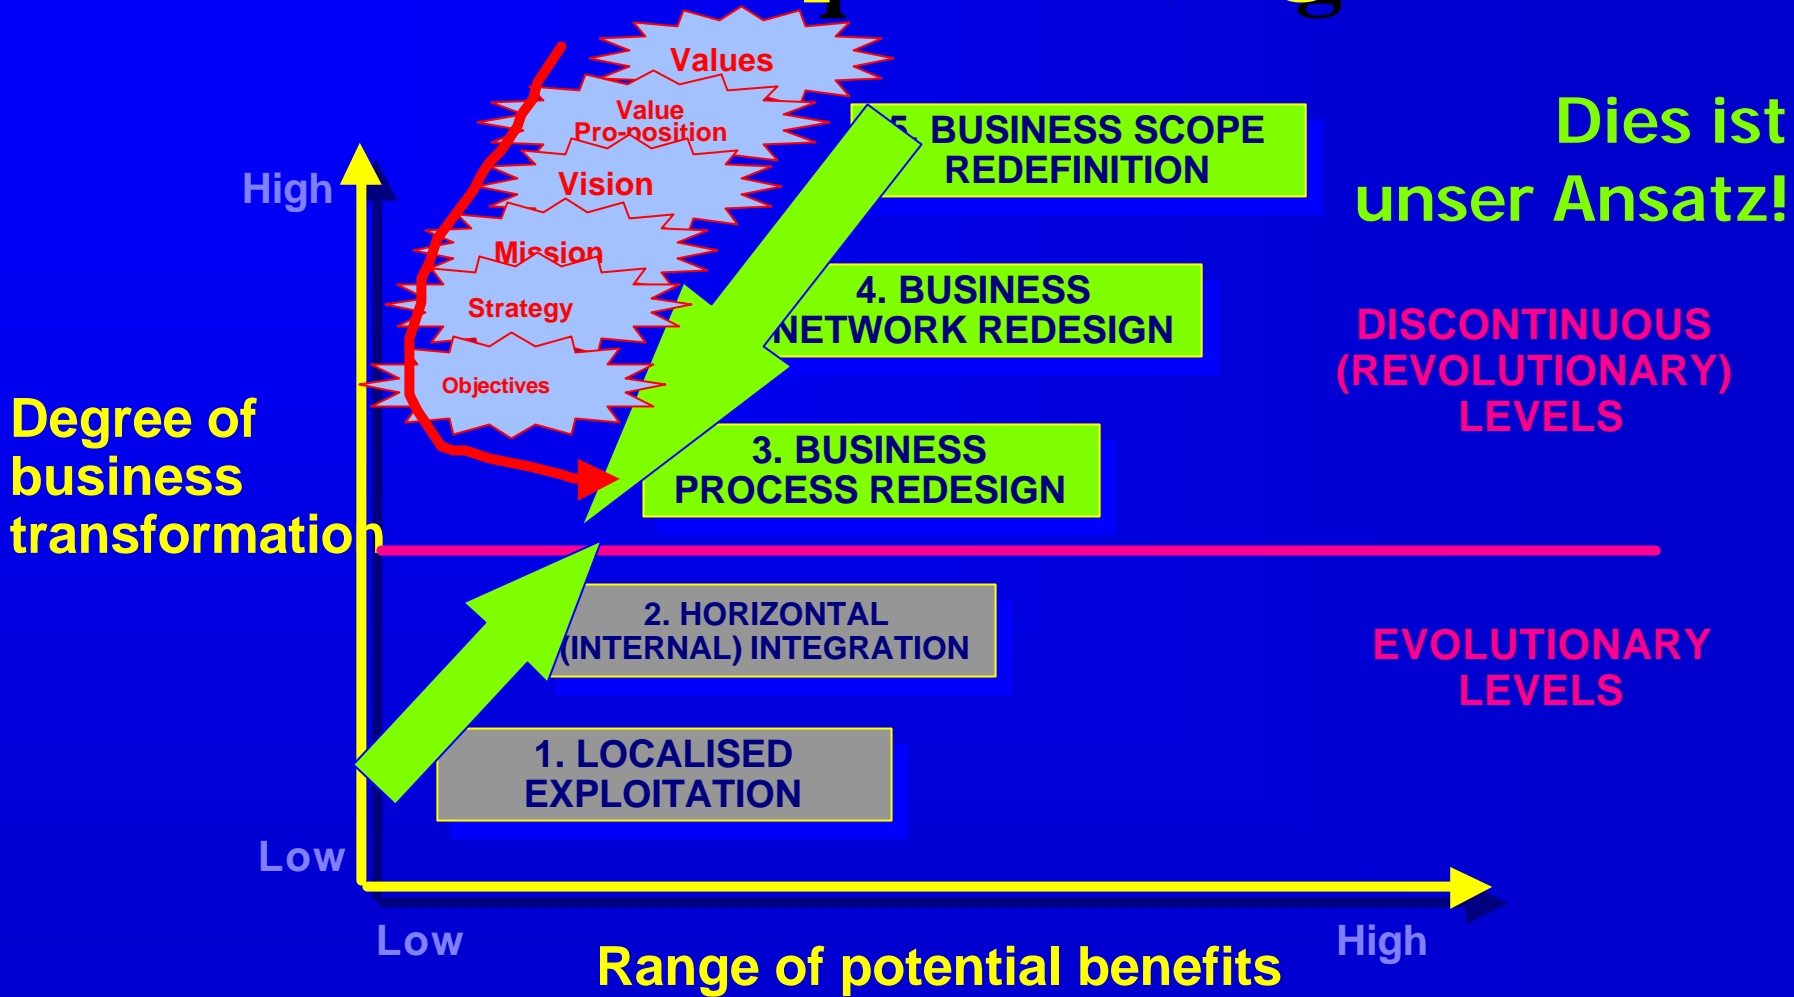 Values
Value
Pro-position
Vision
Mission
Strategy
Objectives
5. BUSINESS SCOPE
REDEFINITION
Dies ist
unser Ansatz!
High
4. BUSINESS
NETWORK REDESIGN
DISCONTINUOUS
(REVOLUTIONARY)
LEVELS
Degree of
business
transformation
3. BUSINESS
PROCESS REDESIGN
2. HORIZONTAL
(INTERNAL) INTEGRATION
EVOLUTIONARY
LEVELS
1. LOCALISED
EXPLOITATION
Low
Low
High
Range of potential benefits